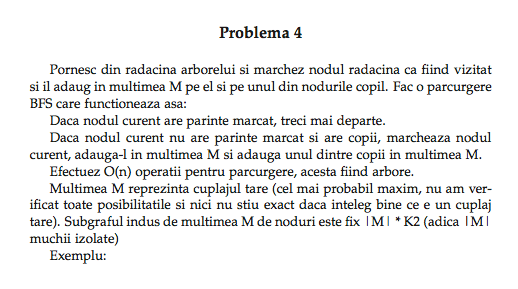 Problema 4
Pornesc din radacina arborelui si marchez nodul radacina ca fiind vizitat
si il adaug in multimea M pe el si pe unul din nodurile copil. Fac o parcurgere
BFS care functioneaza asa:
Daca nodul curent are parinte marcat, treci mai departe.
Daca nodul curent nu are parinte marcat si are copii, marcheaza nodul
curent, adauga-l in multimea M si adauga unul dintre copii in multimea M.
Efectuez O(n) operatii pentru parcurgere, acesta fiind arbore.
Multimea M reprezinta cuplajul tare (cel mai probabil maxim, nu am ver-
ificat toate posibilitatile si nici nu stiu exact daca inteleg bine ce e un cuplaj
tare). Subgraful indus de multimea M de noduri este fix |M| * K2 (adica |M|
muchii izolate)
Exemplu: